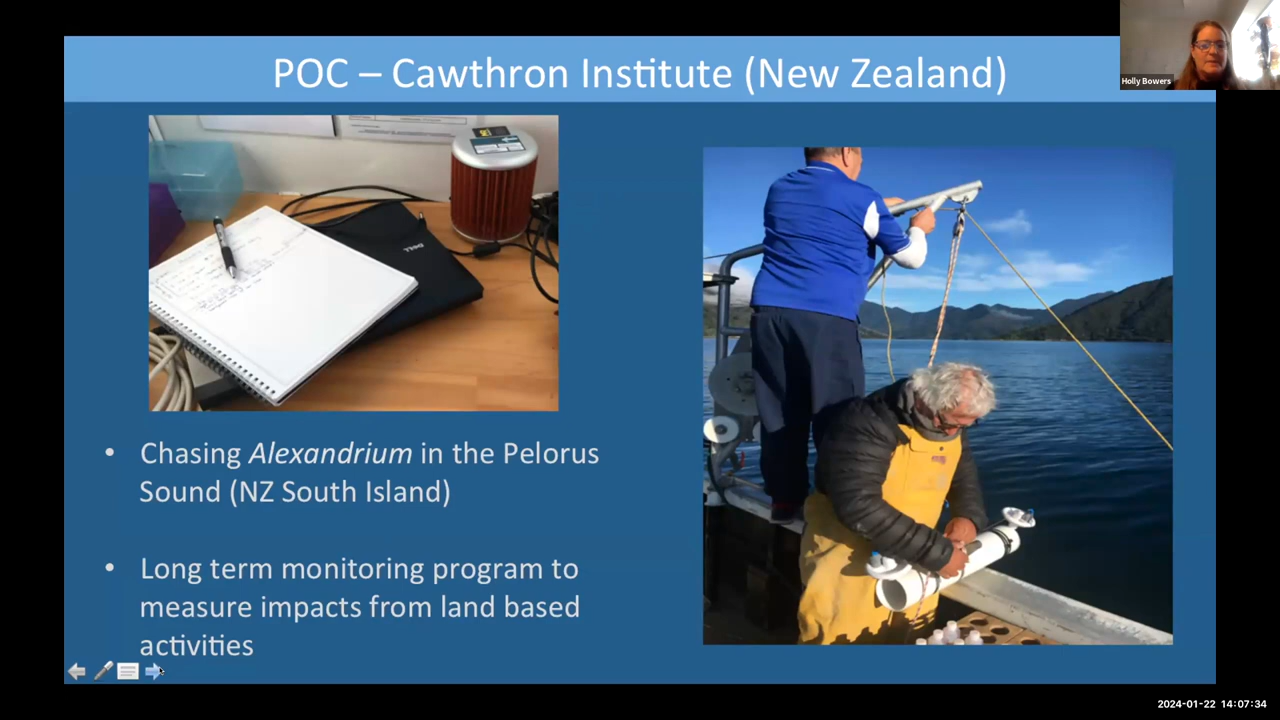 POC – Cawthron Institute (New Zealand)
Holly Bowers
DELL
• Chasing Alexandrium in the Pelorus
Sound (NZ South Island)
• Long term monitoring program to
measure impacts from land based
activities
2024-01-22 14:07:34